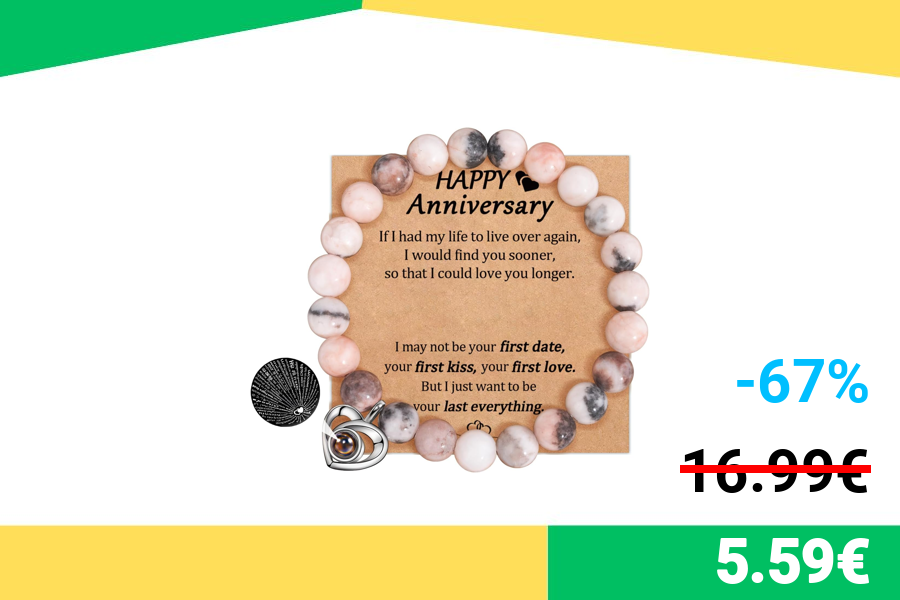 HAPPY
Anniversary
If I had my life to live over again,
I would find you sooner,
so that I could love you longer.
I may not be your first date,
your first kiss, your first love.
But I just want to be
your last everything.
-67%
16.99€
5.59€